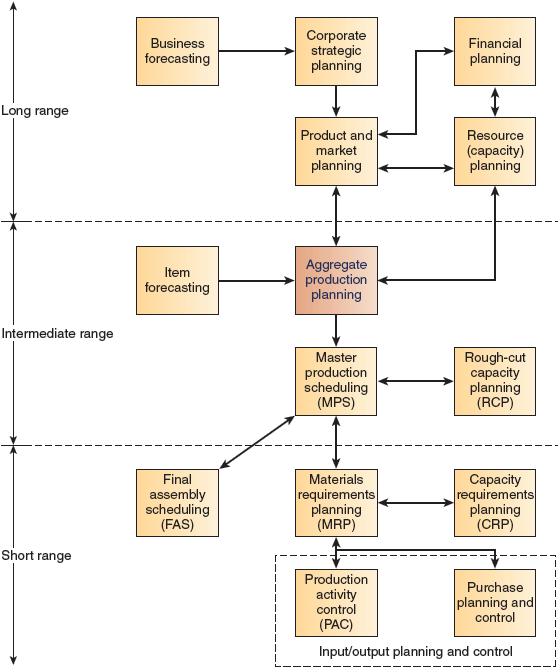 Business
forecasting
Corporate
strategic
planning
Financial
planning
Long range
Product and
market
planning
Resource
(capacity)
planning
Item
forecasting
Aggregate
production
planning
Intermediate range
Master
production
scheduling
(MPS)
Rough-cut
capacity
planning
(RCP)
Final
assembly
scheduling
(FAS)
Materials
requirements
planning
(MRP)
Capacity
requirements
planning
(CRP)
Short range
Production
activity
control
(PAC)
Purchase
planning and
control
Input/output planning and control